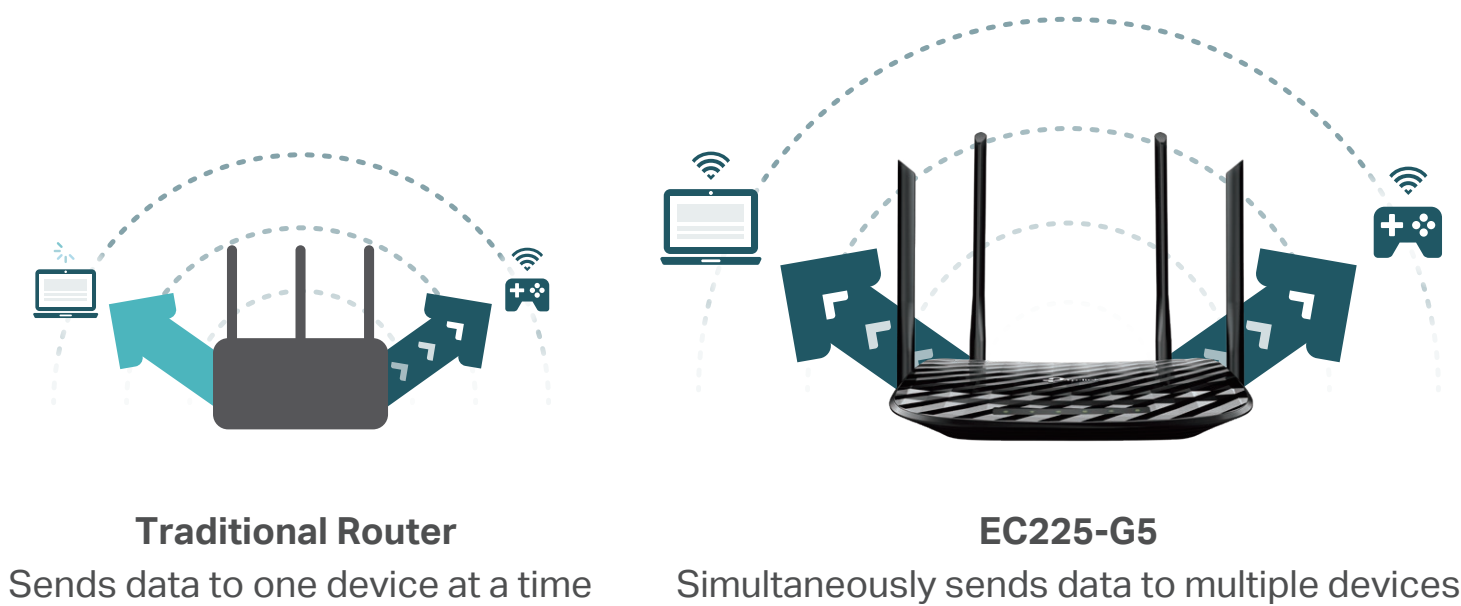 Traditional Router
Sends data to one device at a time
EC225-G5
Simultaneously sends data to multiple devices